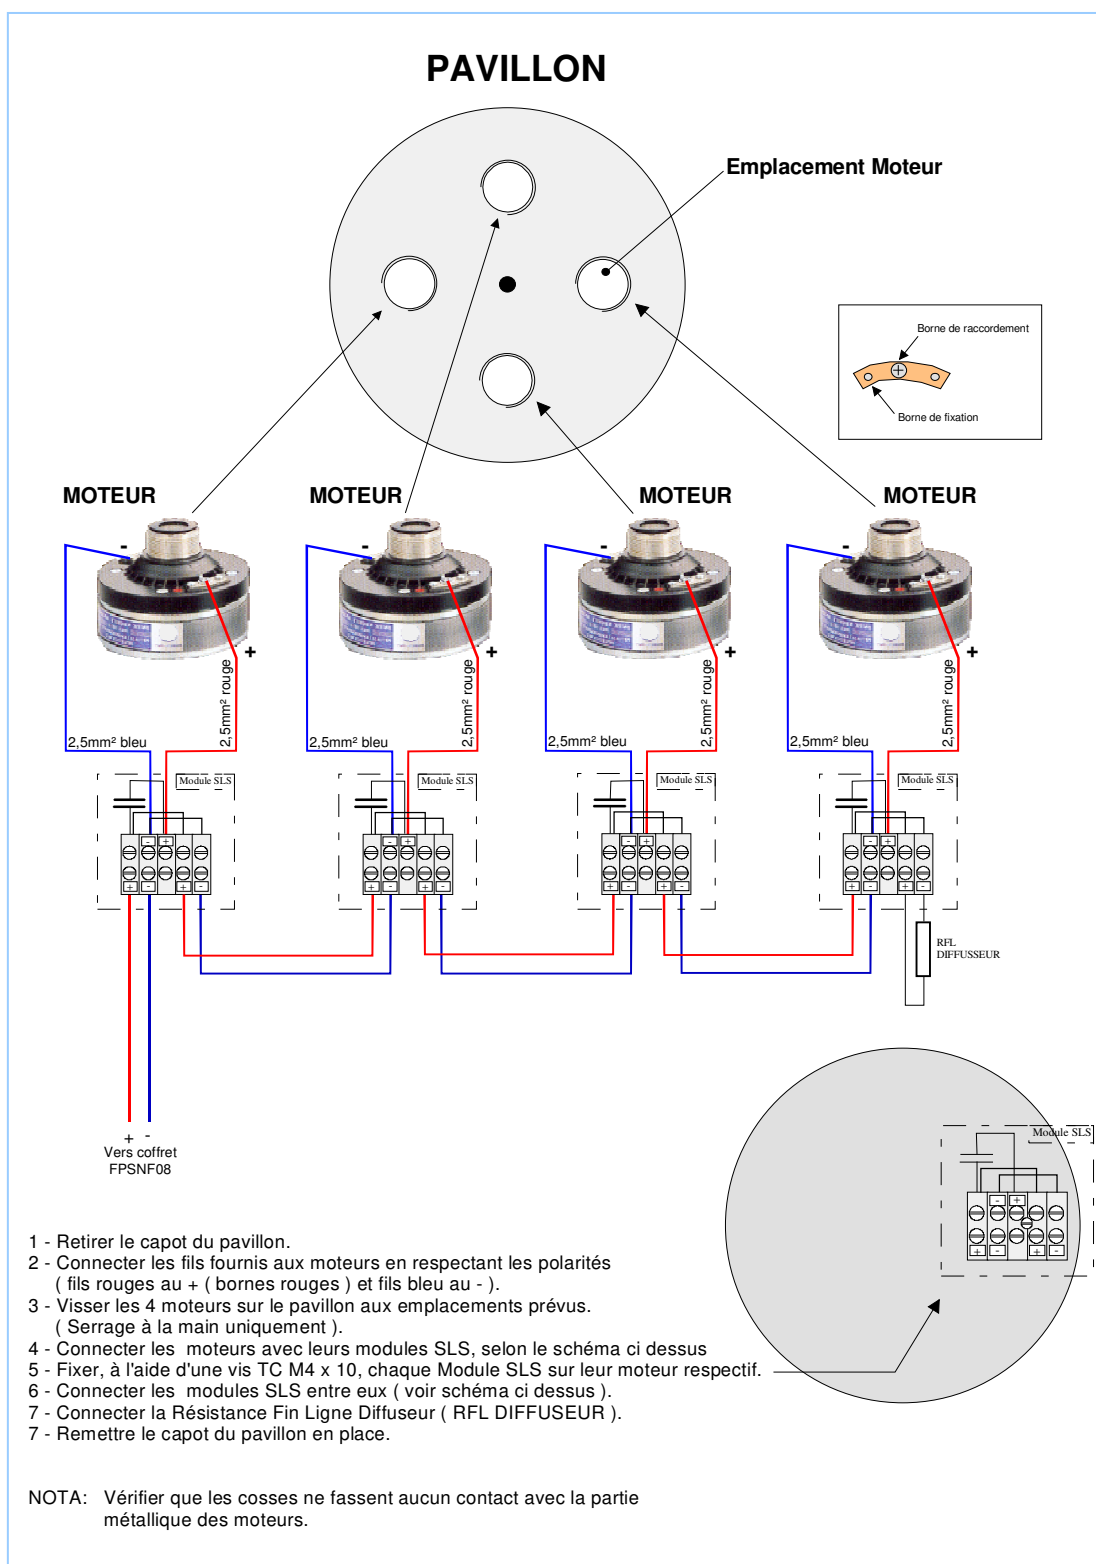 PAVILLON
Emplacement Moteur
Borne de raccordement
Borne de fixation
MOTEUR
MOTEUR
MOTEUR
MOTEUR
-
-
-
-
+
+
+
+
2,5mm² rouge
2,5mm² rouge
2,5mm² rouge
2,5mm² rouge
2,5mm² bleu
2,5mm² bleu
2,5mm² bleu
2,5mm² bleu
Module SLS
Module SLS
Module SLS
Module SLS
- +
- +
- +
- +
+ - + -
+ - + -
+ - + -
+ - + -
RFL
DIFFUSSEUR
+ -
Vers coffret
FPSNF08
Module SLS
- +
+ - + -
1 - Retirer le capot du pavillon.
2 - Connecter les fils fournis aux moteurs en respectant les polarités
( fils rouges au + ( bornes rouges ) et fils bleu au - ).
3 - Visser les 4 moteurs sur le pavillon aux emplacements prévus.
( Serrage à la main uniquement ).
4 - Connecter les moteurs avec leurs modules SLS, selon le schéma ci dessus
5 - Fixer, à l'aide d'une vis TC M4 x 10, chaque Module SLS sur leur moteur respectif.
6 - Connecter les modules SLS entre eux ( voir schéma ci dessus ).
7 - Connecter la Résistance Fin Ligne Diffuseur ( RFL DIFFUSEUR ).
7 - Remettre le capot du pavillon en place.
NOTA: Vérifier que les cosses ne fassent aucun contact avec la partie
métallique des moteurs.